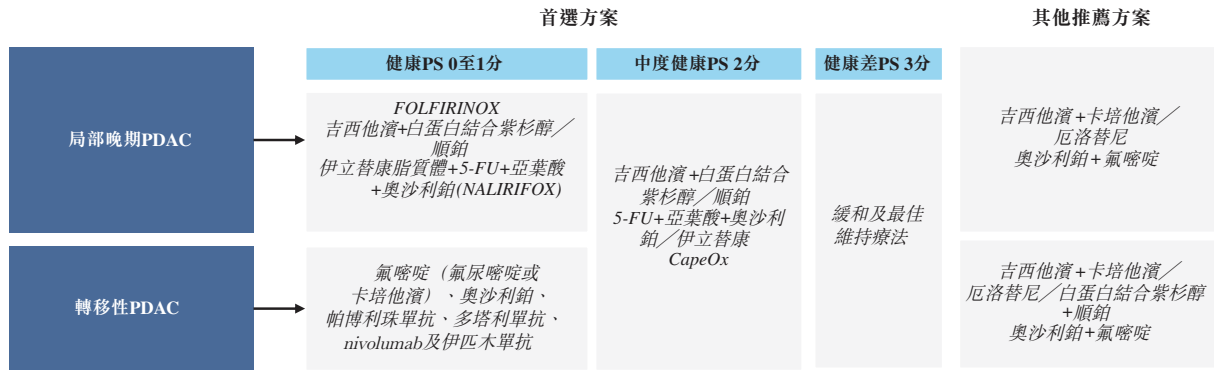 首選方案
其他推薦方案
健康PS 0至1分
中度健康PS 2分
健康差PS 3分
局部晚期PDAC
FOLFIRINOX
吉西他濱+白蛋白結合紫杉醇╱
順鉑
伊立替康脂質體+5-FU+亞葉酸
+奧沙利鉑(NALIRIFOX)
吉西他濱+白蛋白結合
紫杉醇╱順鉑
5-FU+亞葉酸+奧沙利
鉑╱伊立替康
CapeOx
緩和及最佳
維持療法
吉西他濱+卡培他濱╱
厄洛替尼
奧沙利鉑+氟嘧啶
轉移性PDAC
氟嘧啶（氟尿嘧啶或
卡培他濱）、奧沙利鉑、
帕博利珠單抗、多塔利單抗、
nivolumab及伊匹木單抗
吉西他濱+卡培他濱╱
厄洛替尼╱白蛋白結合紫杉醇
+順鉑
奧沙利鉑+氟嘧啶